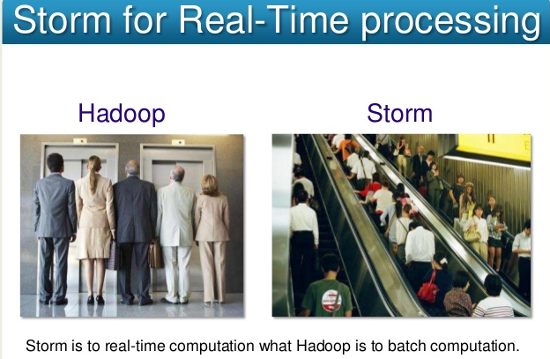 Storm for Real-Time processing
Hadoop
Storm
Storm is to real-time computation what Hadoop is to batch computation.